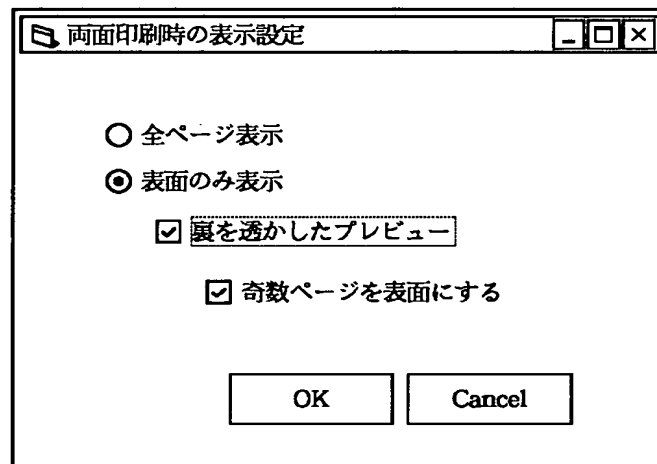 両面印刷時の表示設定
全ページ表示
表面のみ表示
裏を透かしたプレビュー
奇数ページを表面にする
OK Cancel